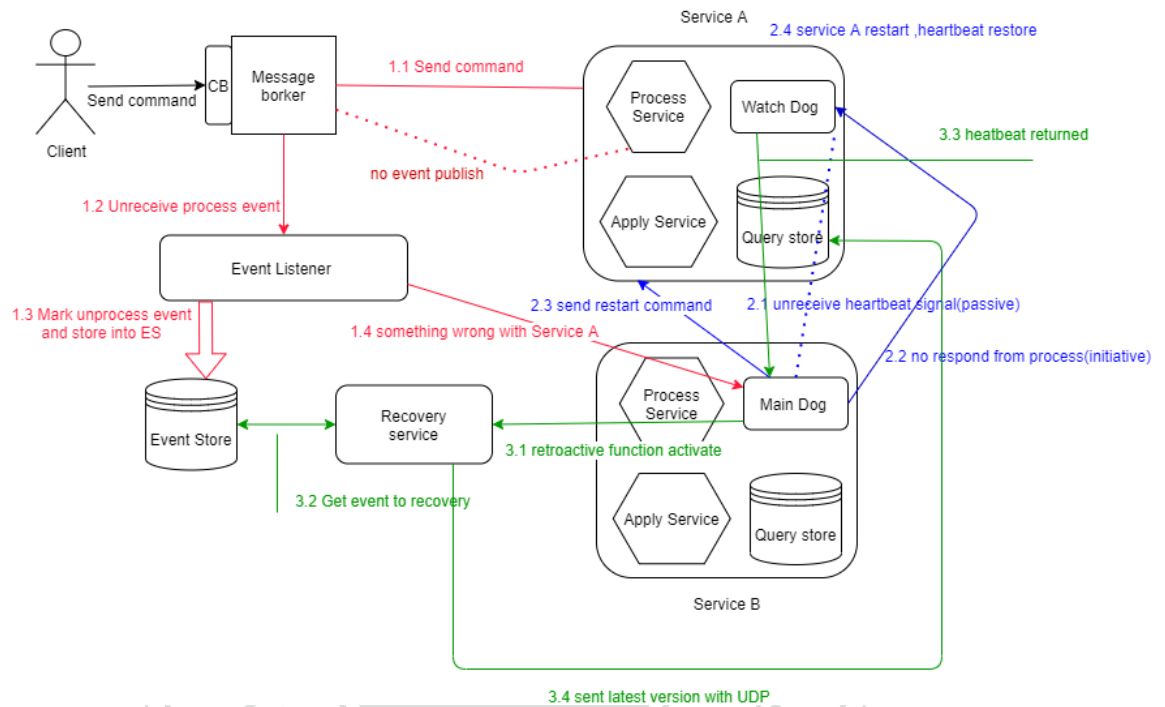 Service A
2.4 service A restart ,heartbeat restore
CB
Message
borker
1.1 Send command
Send command
Process
Service
Watch Dog
3.3 heatbeat returned
Client
no event publish
1.2 Unreceive process event
Apply Service
Query store
Event Listener
1.3 Mark unprocess event
and store into ES
2.3 send restart command
2.1 unreceive heartbeat signal(passive)
1.4 something wrong with Service A
2.2 no respond from process(initiative)
Process
Service
Main Dog
Event Store
Recovery
service
3.1 retroactive function activate
3.2 Get event to recovery
Apply Service
Query store
Service B
3.4 sent latest version with UDP